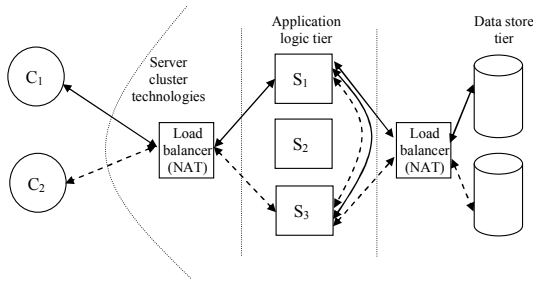 Application
logic tier
Data store
tier
Server
cluster
technologies
C1
C2
Load
balancer
(NAT)
S1
S2
S3
Load
balancer
(NAT)